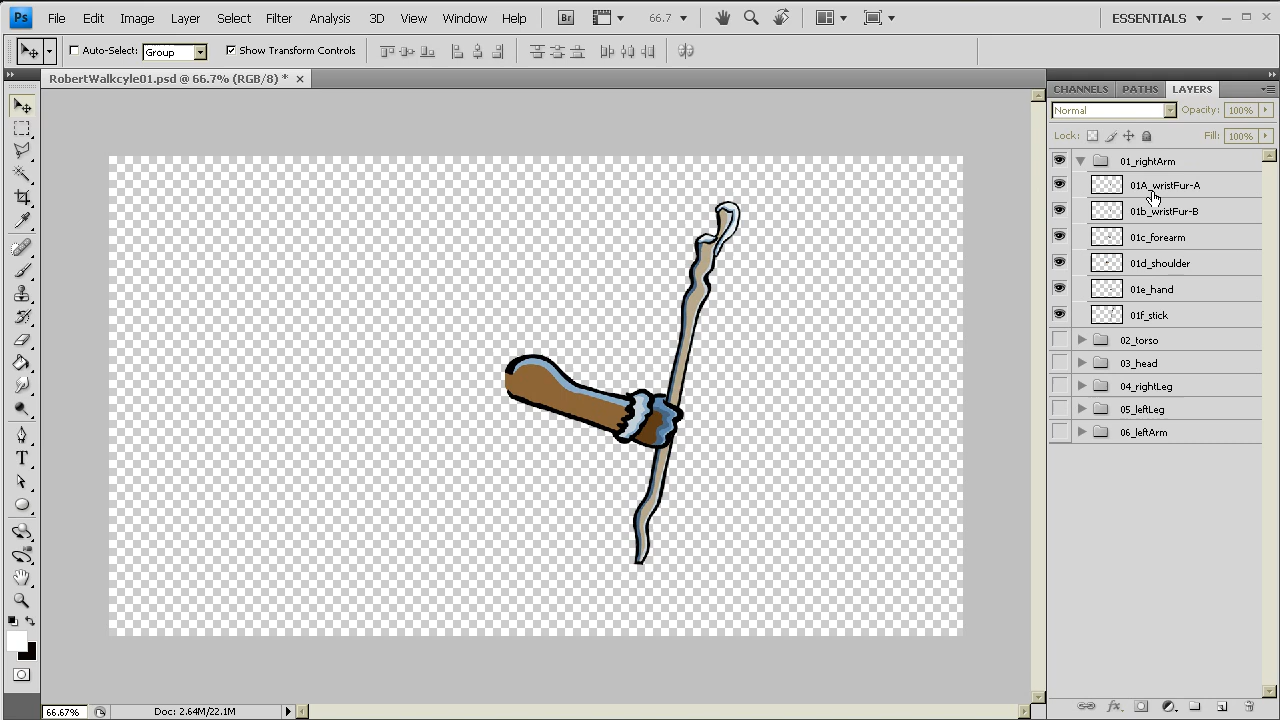 Ps File Edit Image Layer Select Filter Analysis 3D View Window Help Br 66.7 ESSENTIALS
Auto-Select: Group Show Transform Controls
RobertWalkcyle01.psd @ 66.7% (RGB/8) * ×
CHANNELS PATHS LAYERS
Normal Opacity: 100%
Lock: Fill: 100%
01_rightArm
01A_wristFur-A
01b_wristFur-B
01c_forearm
01d_shoulder
01e_hand
01f_stick
02_torso
03_head
04_rightLeg
05_leftLeg
06_leftArm
T
66.67% Doc: 2.64M/22.1M
fx